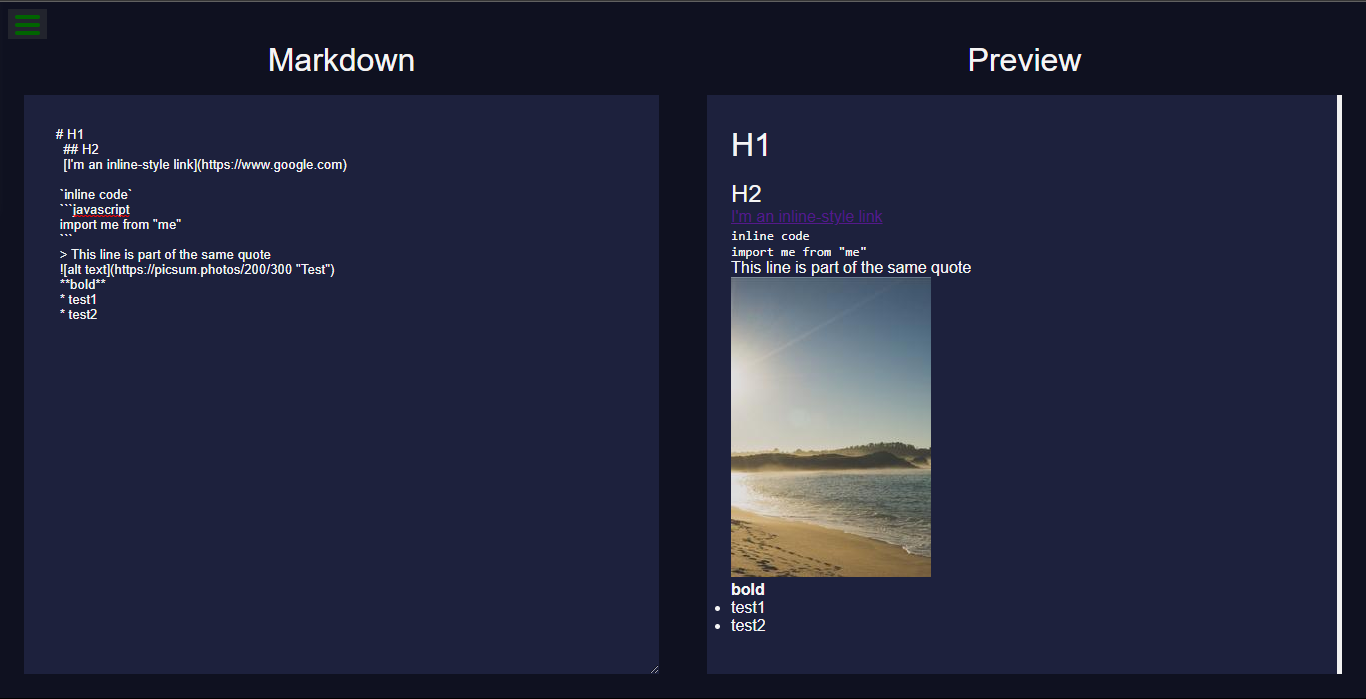 Markdown
# H1
## H2
[I'm an inline-style link](https://www.google.com)
`inline code`
```javascript
import me from "me"
```
> This line is part of the same quote
![alt text](https://picsum.photos/200/300 "Test")
**bold**
* test1
* test2
Preview
H1
H2
I'm an inline-style link
inline code
import me from "me"
This line is part of the same quote
bold
• test1
• test2